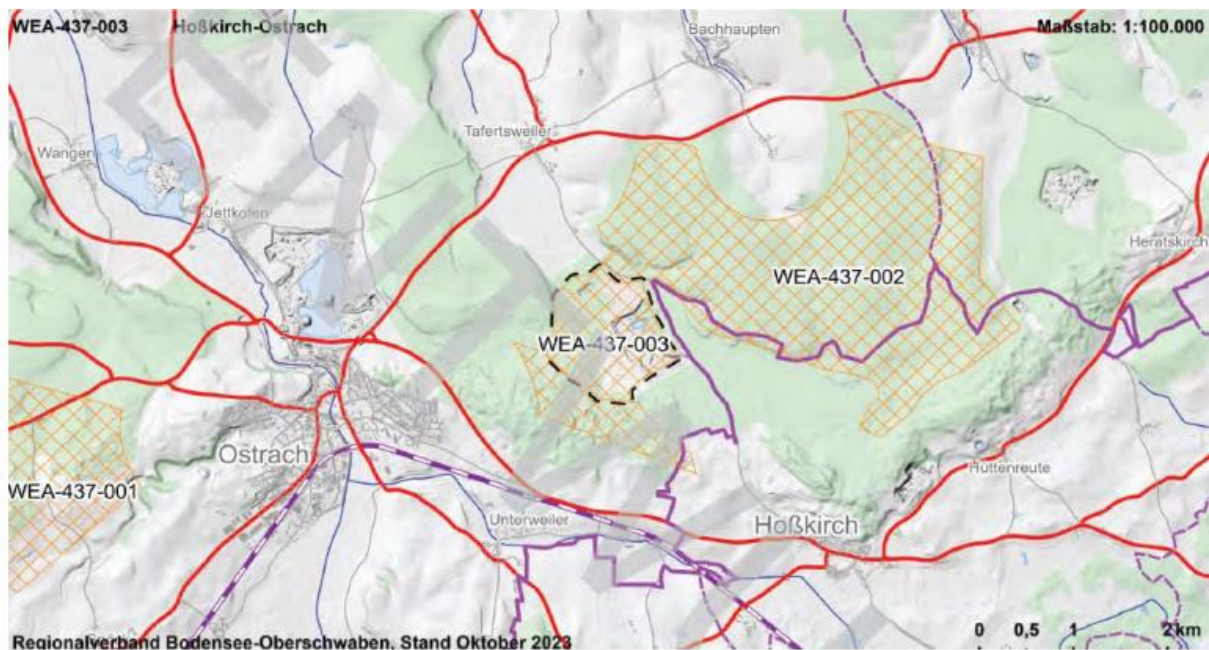 WEA-437-003 Hoßkirch-Ostrach Maßstab: 1:100.000
Bachhaupten
Tafertsweiler
Wangen
Jettkofen
Heratskirch
WEA-437-002
WEA-437-003
Ostrach
WEA-437-001
Hüttenreute
Unterweiler
Hoßkirch
Regionalverband Bodensee-Oberschwaben, Stand Oktober 2023
0 0,5 1 2 km